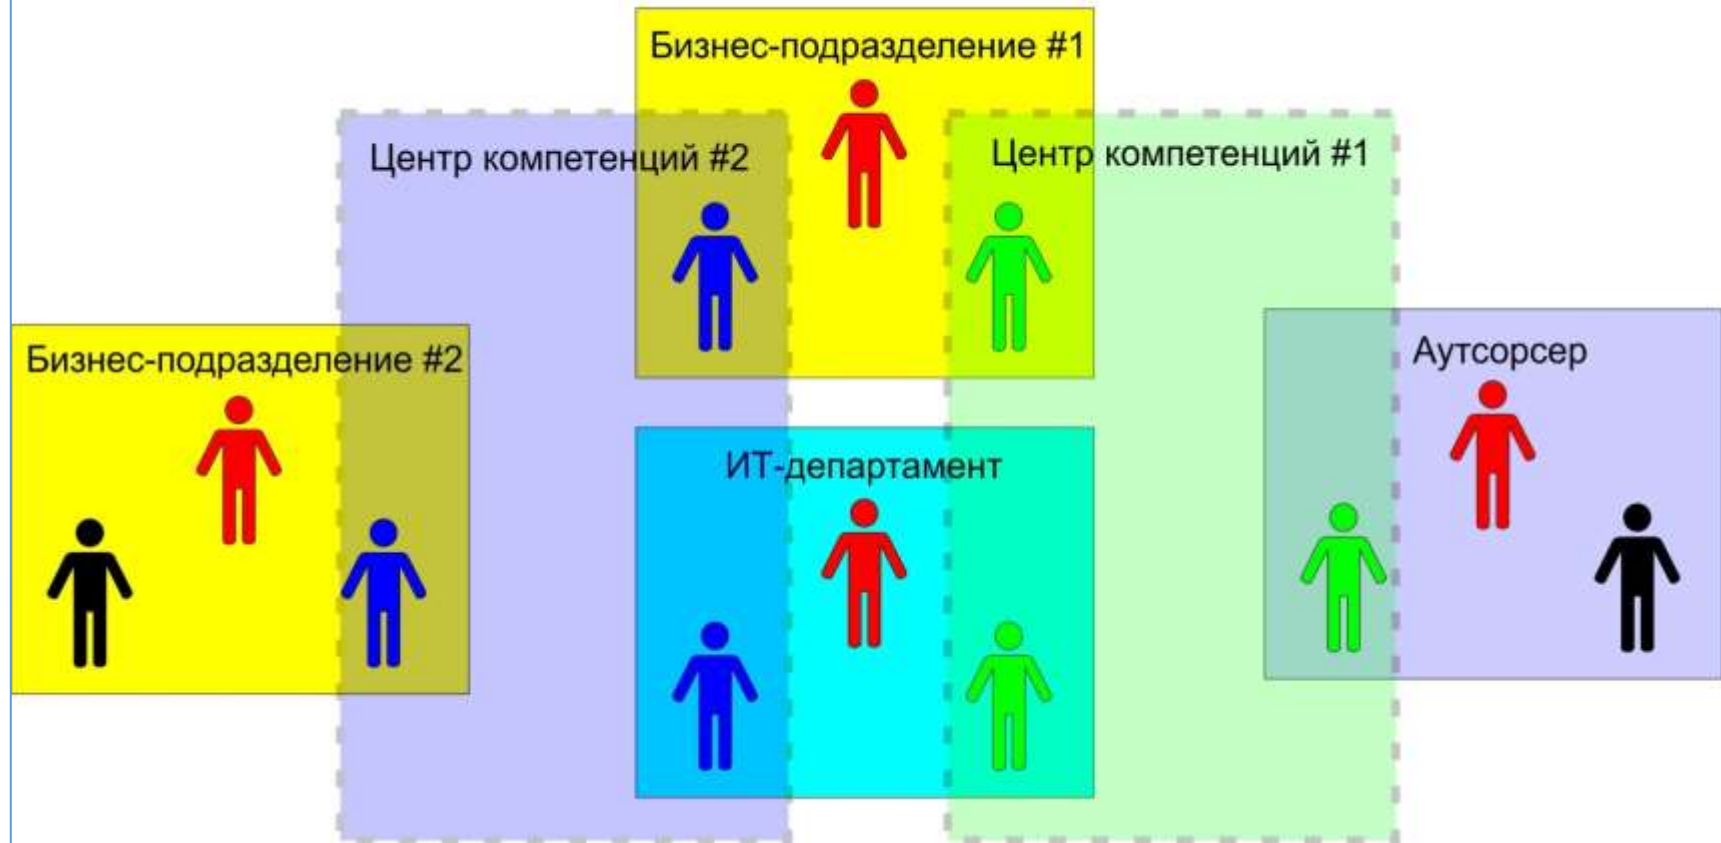 Бизнес-подразделение #1
Центр компетенций #2
Центр компетенций #1
Бизнес-подразделение #2
Аутсорсер
ИТ-департамент